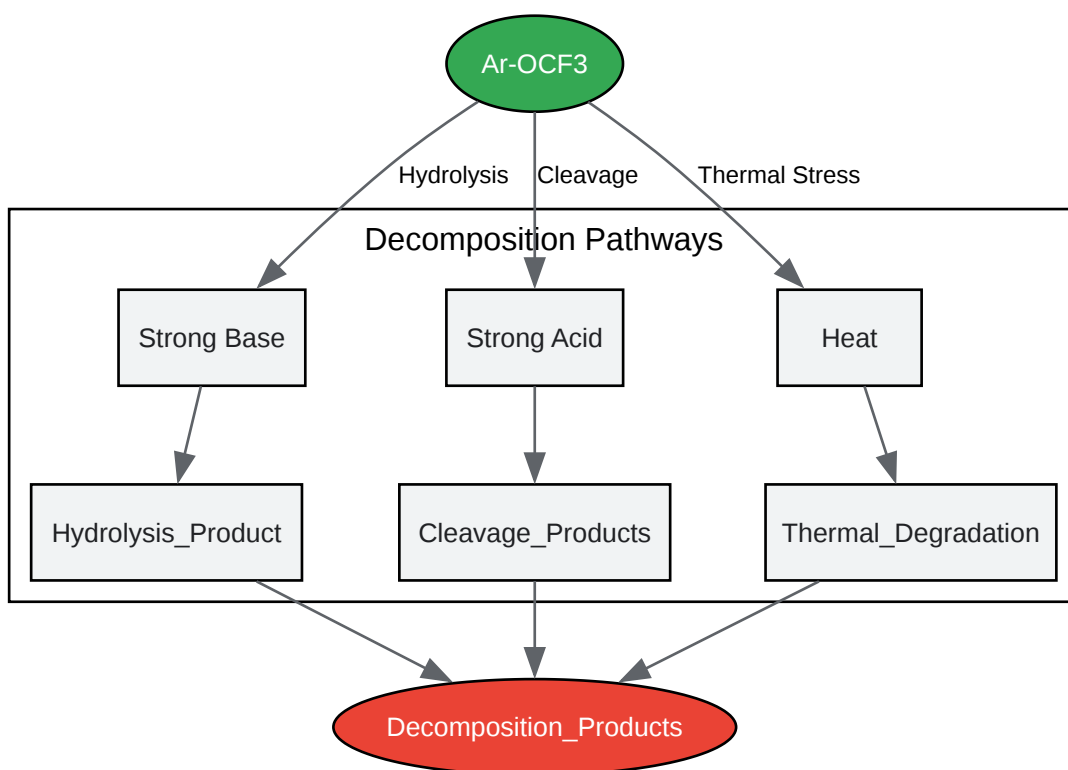 Ar-OCF3
Hydrolysis
Cleavage
Thermal Stress
Decomposition Pathways
Strong Base
Strong Acid
Heat
Hydrolysis_Product
Cleavage_Products
Thermal_Degradation
Decomposition_Products